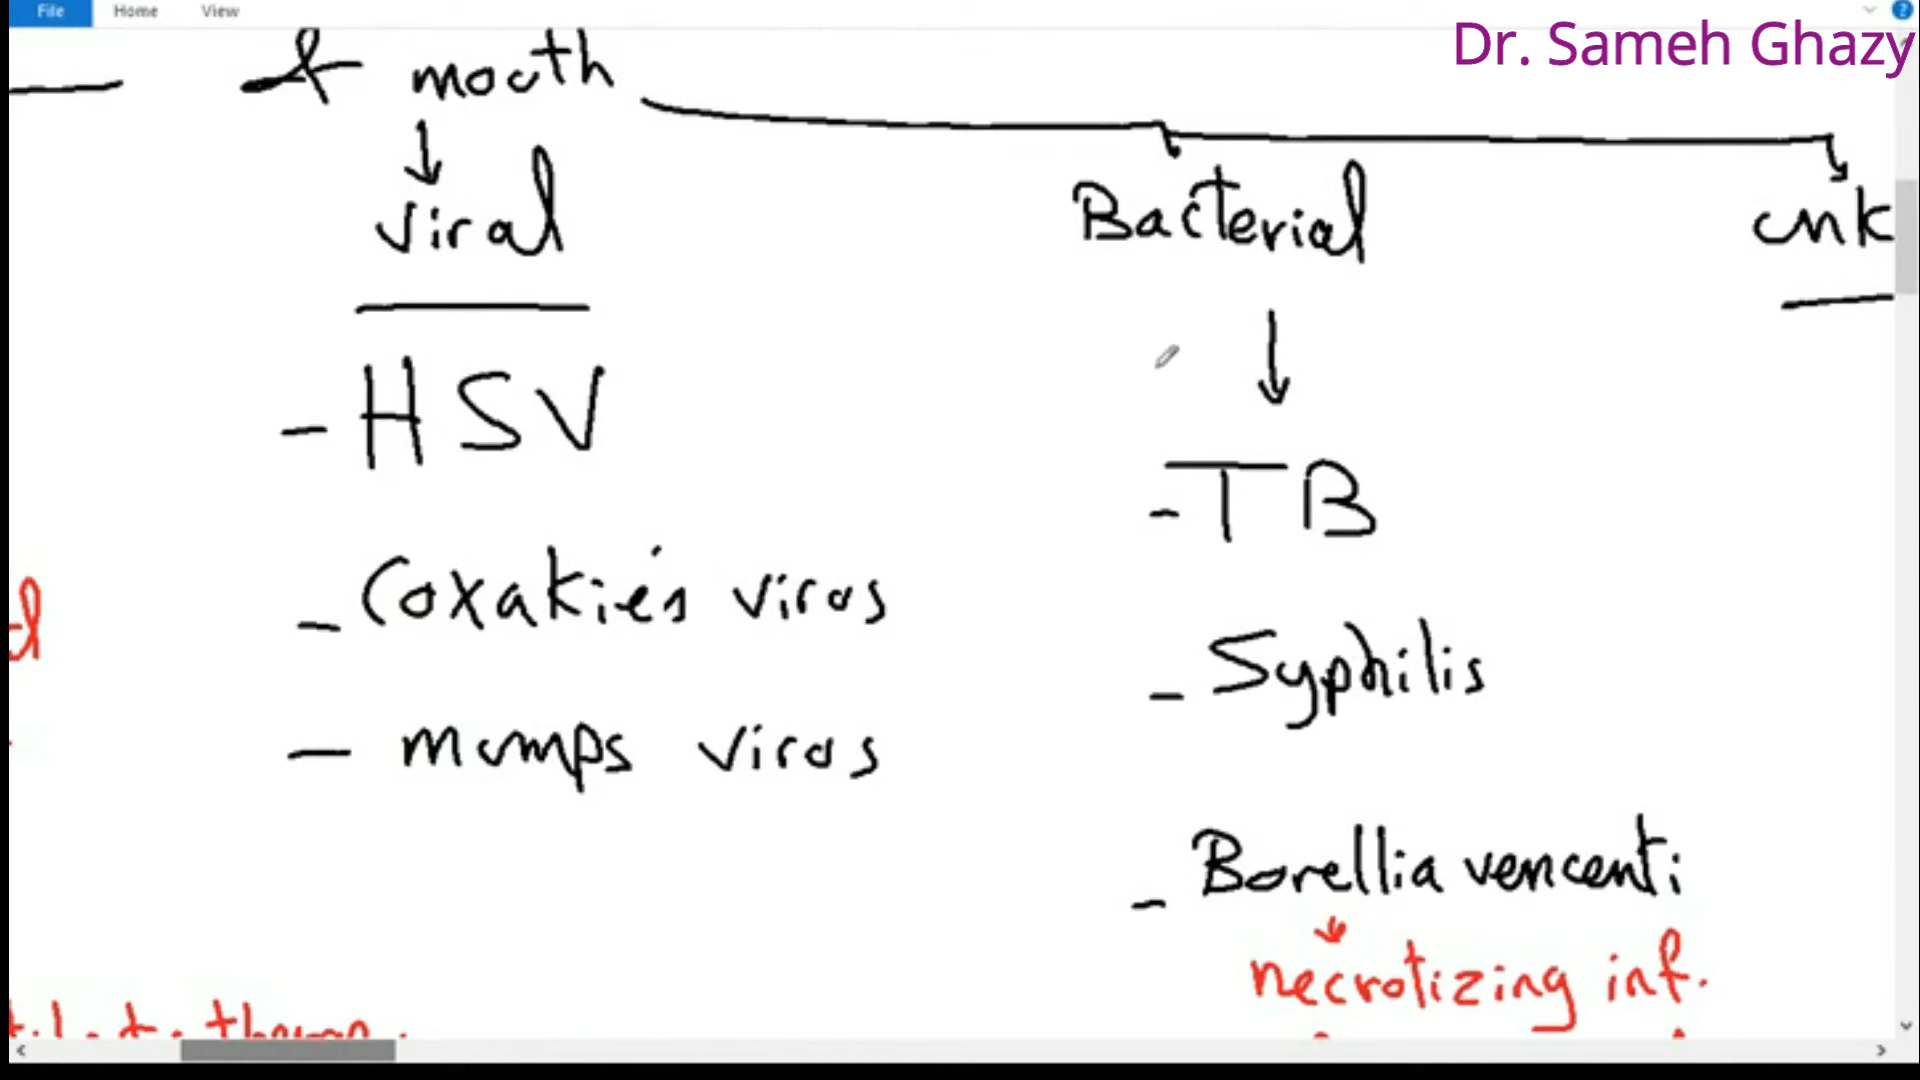 File Home View
Dr. Sameh Ghazy
& mouth
Viral
Bacterial
cnk
- HSV
- Coxakie's virus
- mumps virus
- TB
- Syphilis
- Borellia vencenti
necrotizing inf.